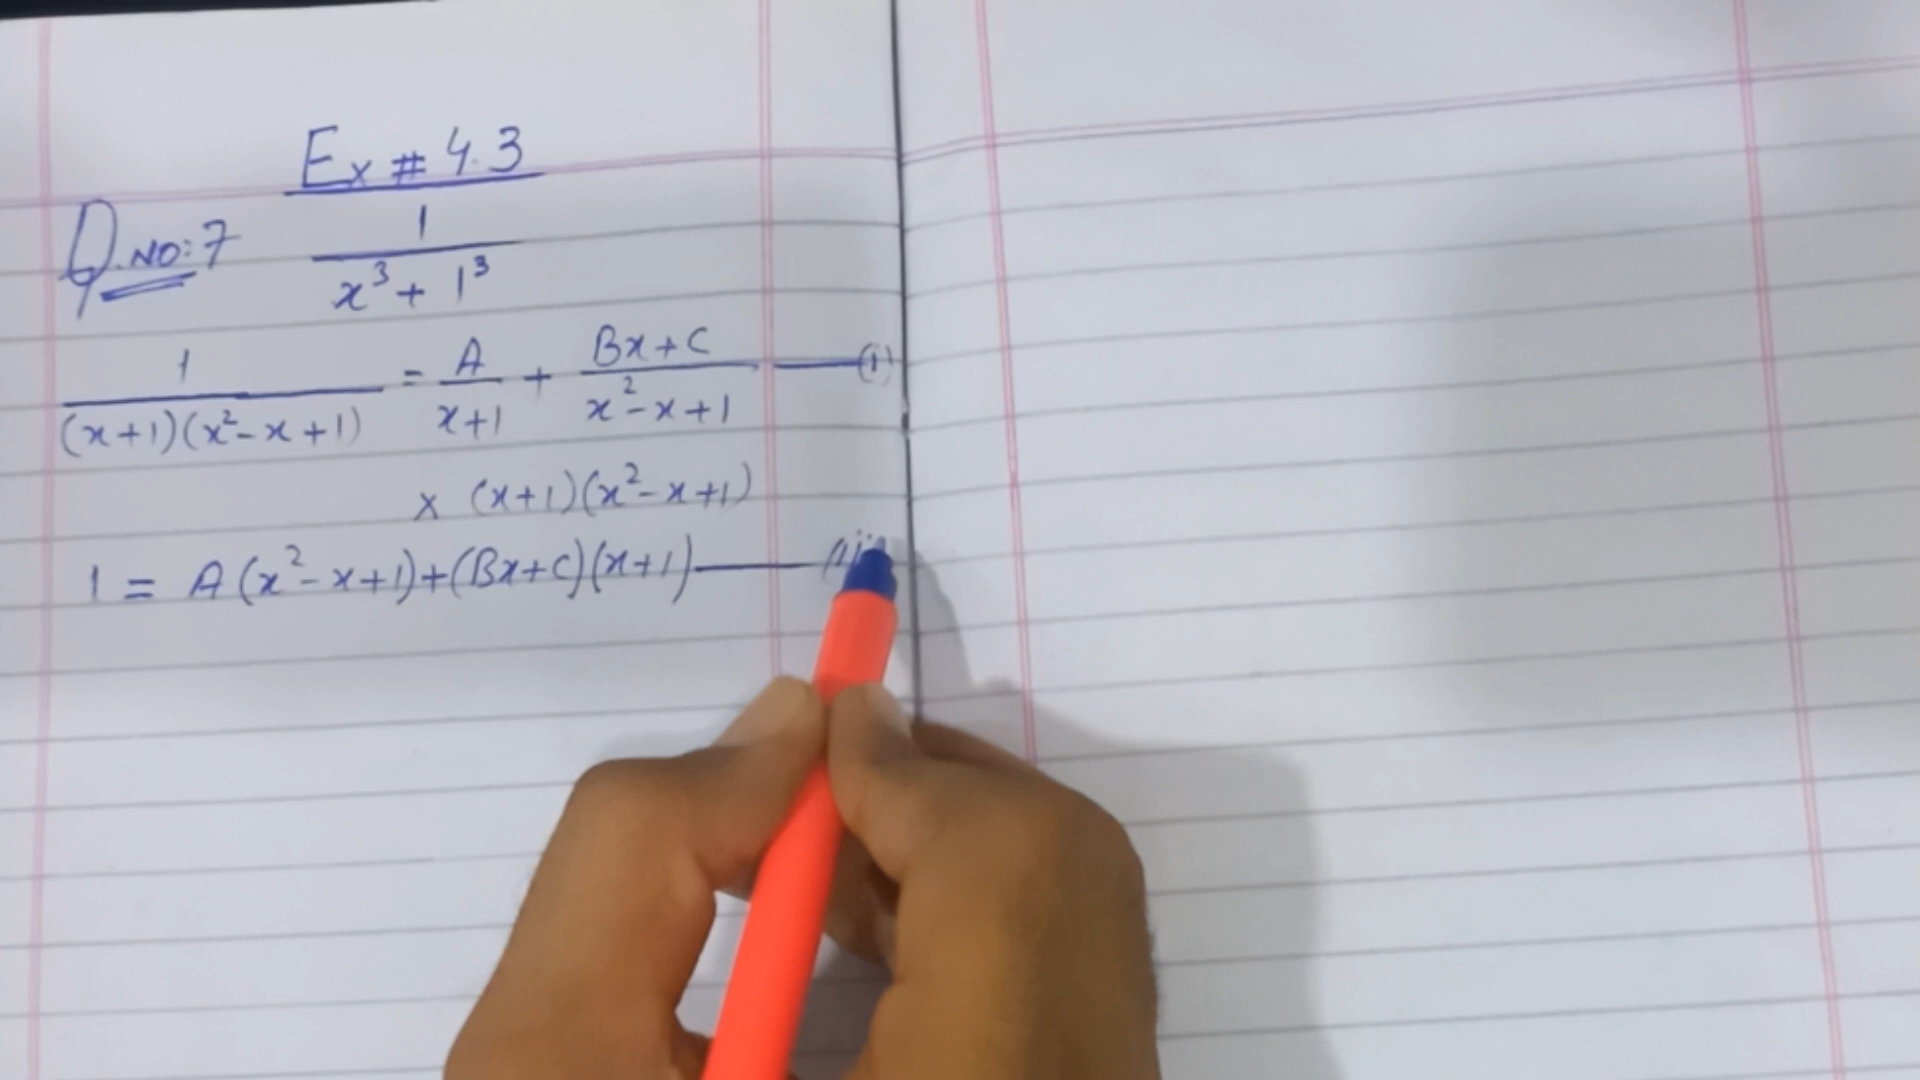 Ex # 4.3
Q.NO:7 1/(x³ + 1³)
1/((x+1)(x²-x+1)) = A/(x+1) + (Bx+C)/(x²-x+1) —(i)
× (x+1)(x²-x+1)
1 = A(x²-x+1)+(Bx+C)(x+1)—(ii